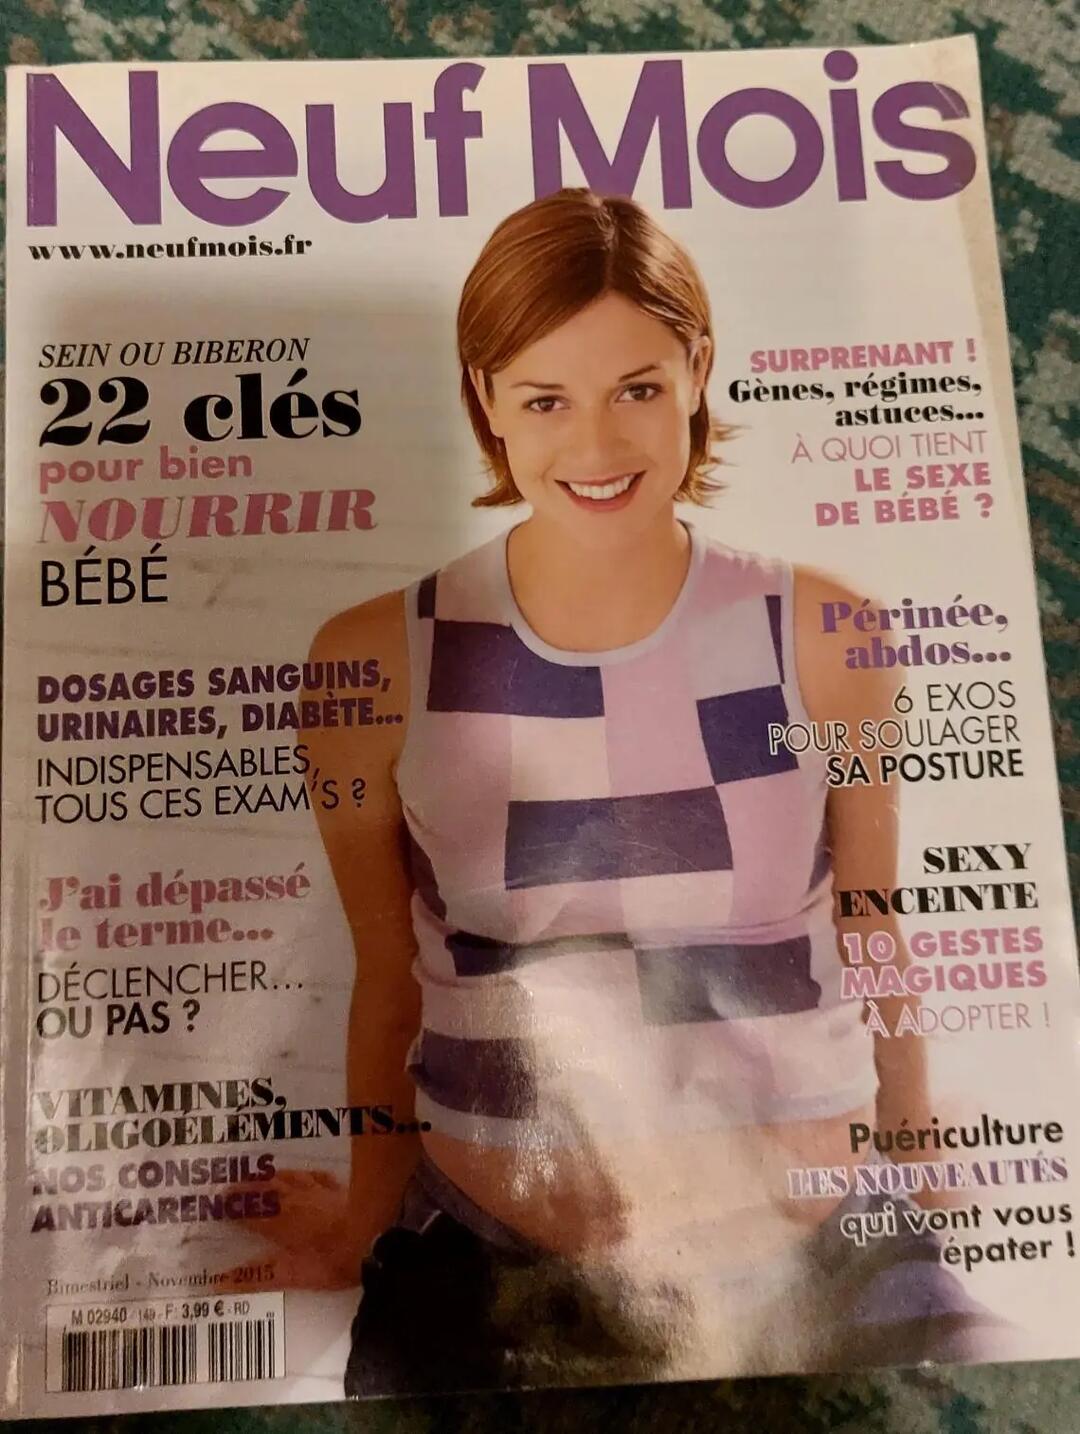 Neuf Mois
www.neufmois.fr
SEIN OU BIBERON
22 clés
pour bien
NOURRIR
BÉBÉ
DOSAGES SANGUINS,
URINAIRES, DIABÈTE...
INDISPENSABLES,
TOUS CES EXAM'S ?
J'ai dépassé
le terme...
DÉCLENCHER...
OU PAS ?
VITAMINES,
OLIGOÉLÉMENTS...
NOS CONSEILS
ANTICARENCES
Bimestriel - Novembre 2015
M 02940 - 149 - F: 3,99 € - RD
SURPRENANT !
Gènes, régimes,
astuces...
À QUOI TIENT
LE SEXE
DE BÉBÉ ?
Périnée,
abdos...
6 EXOS
POUR SOULAGER
SA POSTURE
SEXY
ENCEINTE
10 GESTES
MAGIQUES
À ADOPTER !
Puériculture
LES NOUVEAUTÉS
qui vont vous
épater !